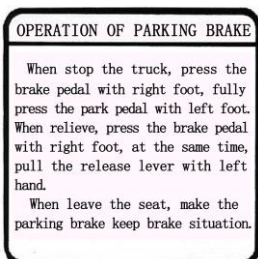 OPERATION OF PARKING BRAKE
When stop the truck, press the
brake pedal with right foot, fully
press the park pedal with left foot.
When relieve, press the brake pedal
with right foot, at the same time,
pull the release lever with left
hand.
When leave the seat, make the
parking brake keep brake situation.